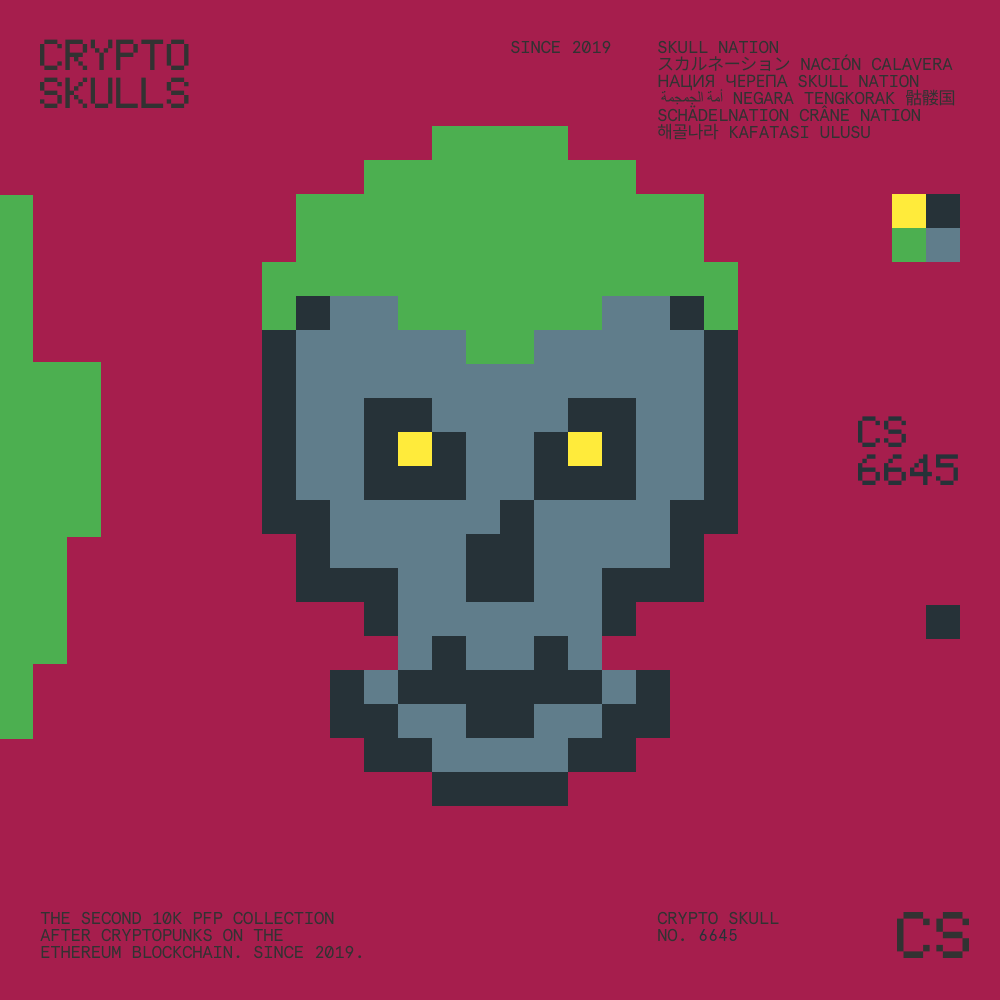 CRYPTO
SKULLS
SINCE 2019
SKULL NATION
スカルネーション NACIÓN CALAVERA
НАЦИЯ ЧЕРЕПА SKULL NATION
أمة الجمجمة NEGARA TENGKORAK 骷髅国
SCHÄDELNATION CRÂNE NATION
해골나라 KAFATASI ULUSU
CS
6645
THE SECOND 10K PFP COLLECTION
AFTER CRYPTOPUNKS ON THE
ETHEREUM BLOCKCHAIN. SINCE 2019.
CRYPTO SKULL
NO. 6645
CS